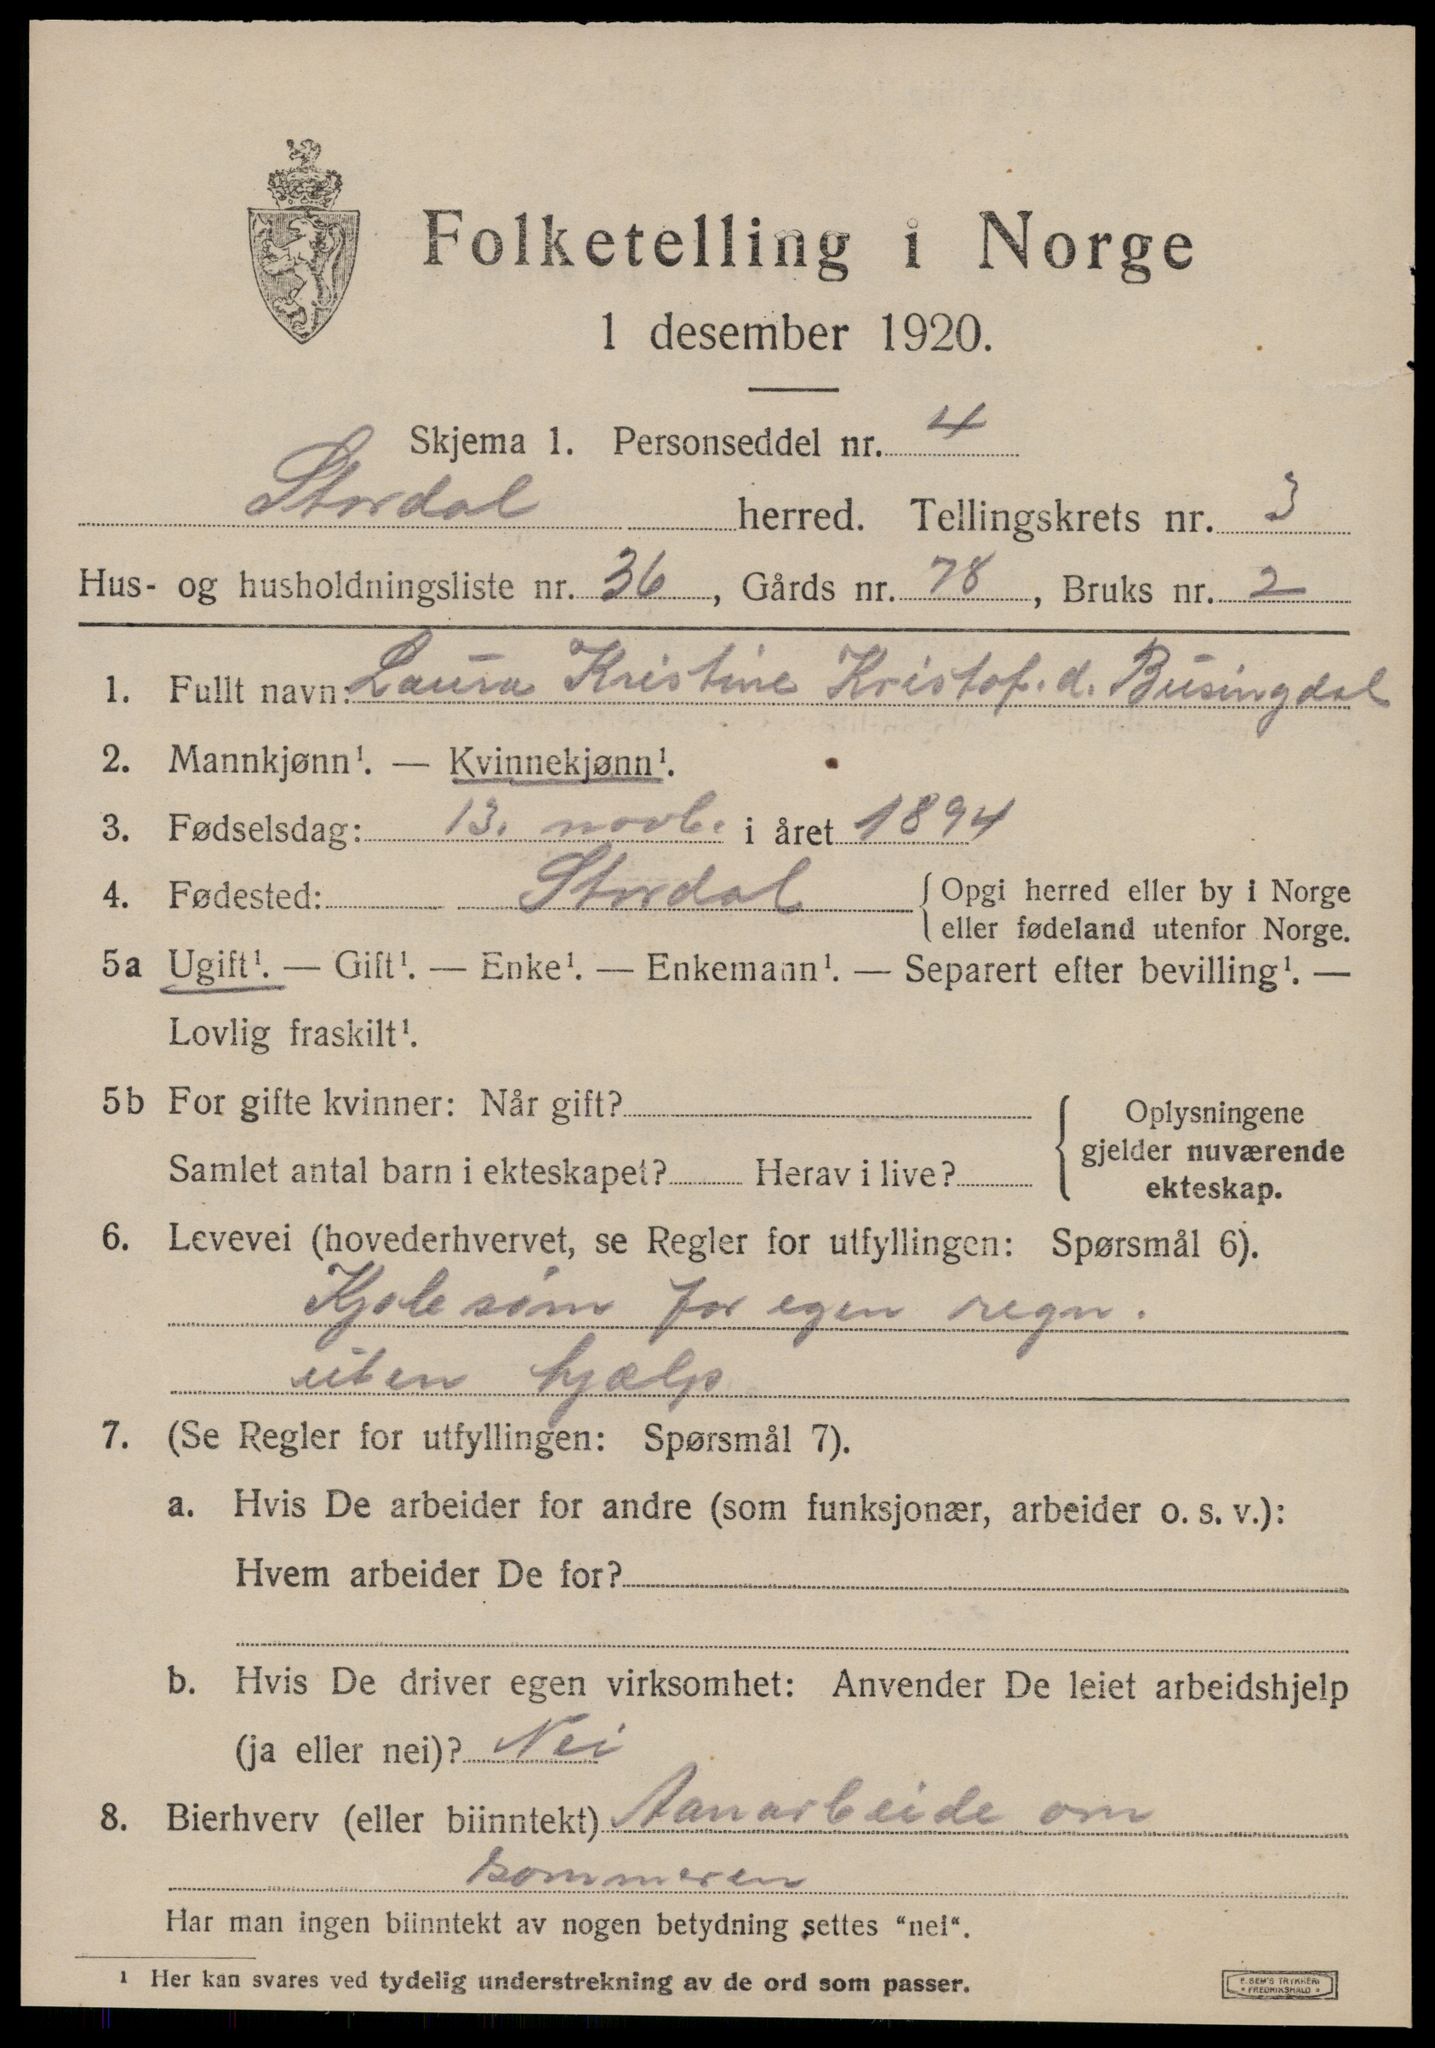 Folketelling i Norge
1 desember 1920.
Skjema 1. Personseddel nr. 4
Stordal herred. Tellingskrets nr. 3
Hus- og husholdningsliste nr. 36, Gårds nr. 78, Bruks nr. 2
1. Fullt navn: Laura Kristine Kristof. d. Busingdal
2. Mannkjønn¹. — Kvinnekjønn¹.
3. Fødselsdag: 13. novb. i året 1894
4. Fødested: Stordal { Opgi herred eller by i Norge
eller fødeland utenfor Norge.
5a Ugift¹. — Gift¹. — Enke¹. — Enkemann¹. — Separert efter bevilling¹. —
Lovlig fraskilt¹.
5b For gifte kvinner: Når gift?
Samlet antal barn i ekteskapet? Herav i live?
{ Oplysningene
gjelder nuværende
ekteskap.
6. Levevei (hovederhvervet, se Regler for utfyllingen: Spørsmål 6).
Kjolesøm for egen regn.
uten hjælp
7. (Se Regler for utfyllingen: Spørsmål 7).
a. Hvis De arbeider for andre (som funksjonær, arbeider o. s. v.):
Hvem arbeider De for?
b. Hvis De driver egen virksomhet: Anvender De leiet arbeidshjelp
(ja eller nei)? Nei
8. Bierhverv (eller biinntekt) Aanarbeide om
sommeren
Har man ingen biinntekt av nogen betydning settes “nei“.
¹ Her kan svares ved tydelig understrekning av de ord som passer.
E. SEM'S TRYKKERI
* FREDRIKSHALD *